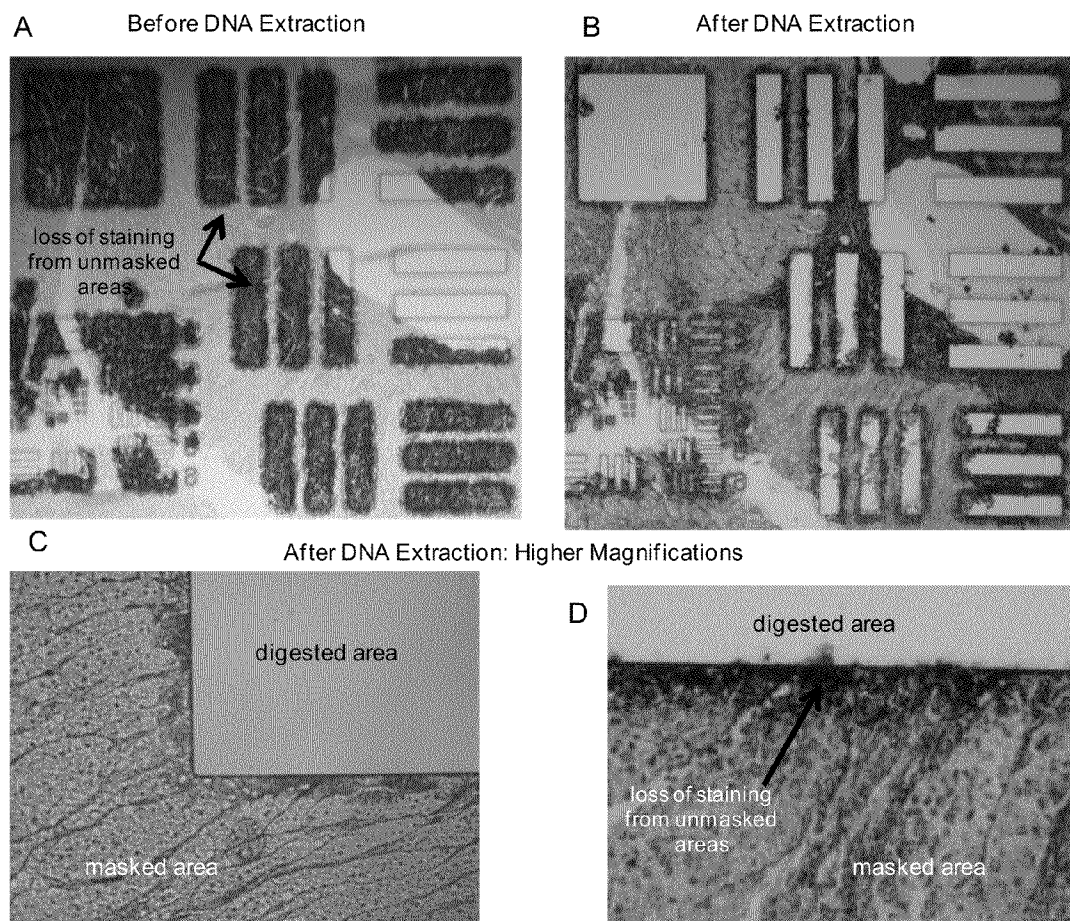 A
Before DNA Extraction
B
After DNA Extraction
loss of staining
from unmasked
areas
C
After DNA Extraction: Higher Magnifications
digested area
masked area
D
digested area
loss of staining
from unmasked
areas
masked area